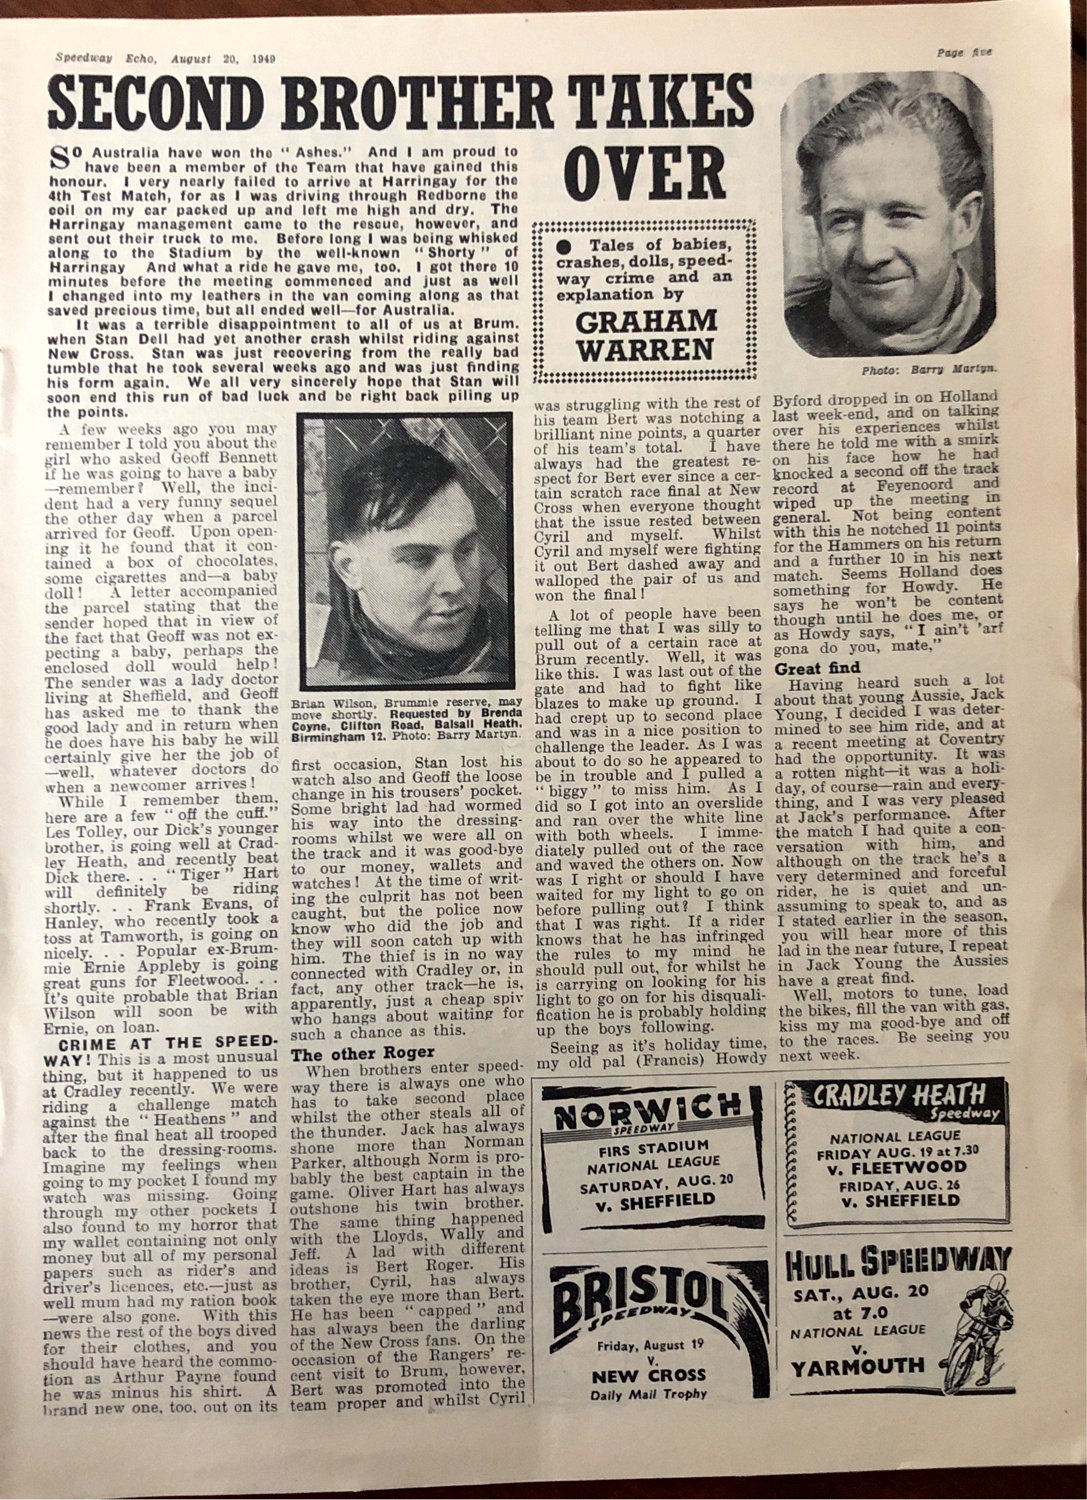 Speedway Echo, August 20, 1949
Page five
SECOND BROTHER TAKES
OVER
SO Australia have won the "Ashes." And I am proud to
have been a member of the Team that have gained this
honour. I very nearly failed to arrive at Harringay for the
4th Test Match, for as I was driving through Redborne the
coil on my car packed up and left me high and dry. The
Harringay management came to the rescue, however, and
sent out their truck to me. Before long I was being whisked
along to the Stadium by the well-known "Shorty" of
Harringay And what a ride he gave me, too. I got there 10
minutes before the meeting commenced and just as well
I changed into my leathers in the van coming along as that
saved precious time, but all ended well—for Australia.
It was a terrible disappointment to all of us at Brum.
when Stan Dell had yet another crash whilst riding against
New Cross. Stan was just recovering from the really bad
tumble that he took several weeks ago and was just finding
his form again. We all very sincerely hope that Stan will
soon end this run of bad luck and be right back piling up
the points.
● Tales of babies,
crashes, dolls, speed-
way crime and an
explanation by
GRAHAM
WARREN
Photo: Barry Martyn.
A few weeks ago you may
remember I told you about the
girl who asked Geoff Bennett
if he was going to have a baby
—remember? Well, the inci-
dent had a very funny sequel
the other day when a parcel
arrived for Geoff. Upon open-
ing it he found that it con-
tained a box of chocolates,
some cigarettes and—a baby
doll! A letter accompanied
the parcel stating that the
sender hoped that in view of
the fact that Geoff was not ex-
pecting a baby, perhaps the
enclosed doll would help!
The sender was a lady doctor
living at Sheffield, and Geoff
has asked me to thank the
good lady and in return when
he does have his baby he will
certainly give her the job of
—well, whatever doctors do
when a newcomer arrives!
While I remember them,
here are a few "off the cuff."
Les Tolley, our Dick's younger
brother, is going well at Crad-
ley Heath, and recently beat
Dick there. . . "Tiger" Hart
will definitely be riding
shortly. . . Frank Evans, of
Hanley, who recently took a
toss at Tamworth, is going on
nicely. . . Popular ex-Brum-
mie Ernie Appleby is going
great guns for Fleetwood. . .
It's quite probable that Brian
Wilson will soon be with
Ernie, on loan.
CRIME AT THE SPEED-
WAY! This is a most unusual
thing, but it happened to us
at Cradley recently. We were
riding a challenge match
against the "Heathens" and
after the final heat all trooped
back to the dressing-rooms.
Imagine my feelings when
going to my pocket I found my
watch was missing. Going
through my other pockets I
also found to my horror that
my wallet containing not only
money but all of my personal
papers such as rider's and
driver's licences, etc.—just as
well mum had my ration book
—were also gone. With this
news the rest of the boys dived
for their clothes, and you
should have heard the commo-
tion as Arthur Payne found
he was minus his shirt. A
brand new one, too, out on its
Brian Wilson, Brummie reserve, may
move shortly. Requested by Brenda
Coyne, Clifton Road, Balsall Heath,
Birmingham 12. Photo: Barry Martyn.
first occasion, Stan lost his
watch also and Geoff the loose
change in his trousers' pocket.
Some bright lad had wormed
his way into the dressing-
rooms whilst we were all on
the track and it was good-bye
to our money, wallets and
watches! At the time of writ-
ing the culprit has not been
caught, but the police now
know who did the job and
they will soon catch up with
him. The thief is in no way
connected with Cradley or, in
fact, any other track—he is,
apparently, just a cheap spiv
who hangs about waiting for
such a chance as this.
The other Roger
When brothers enter speed-
way there is always one who
has to take second place
whilst the other steals all of
the thunder. Jack has always
shone more than Norman
Parker, although Norm is pro-
bably the best captain in the
game. Oliver Hart has always
outshone his twin brother.
The same thing happened
with the Lloyds, Wally and
Jeff. A lad with different
ideas is Bert Roger. His
brother, Cyril, has always
taken the eye more than Bert.
He has been "capped" and
has always been the darling
of the New Cross fans. On the
occasion of the Rangers' re-
cent visit to Brum, however,
Bert was promoted into the
team proper and whilst Cyril
was struggling with the rest of
his team Bert was notching a
brilliant nine points, a quarter
of his team's total. I have
always had the greatest re-
spect for Bert ever since a cer-
tain scratch race final at New
Cross when everyone thought
that the issue rested between
Cyril and myself. Whilst
Cyril and myself were fighting
it out Bert dashed away and
walloped the pair of us and
won the final!
A lot of people have been
telling me that I was silly to
pull out of a certain race at
Brum recently. Well, it was
like this. I was last out of the
gate and had to fight like
blazes to make up ground. I
had crept up to second place
and was in a nice position to
challenge the leader. As I was
about to do so he appeared to
be in trouble and I pulled a
"biggy" to miss him. As I
did so I got into an overslide
and ran over the white line
with both wheels. I imme-
diately pulled out of the race
and waved the others on. Now
was I right or should I have
waited for my light to go on
before pulling out? I think
that I was right. If a rider
knows that he has infringed
the rules to my mind he
should pull out, for whilst he
is carrying on looking for his
light to go on for his disquali-
fication he is probably holding
up the boys following.
Seeing as it's holiday time,
my old pal (Francis) Howdy
Byford dropped in on Holland
last week-end, and on talking
over his experiences whilst
there he told me with a smirk
on his face how he had
knocked a second off the track
record at Feyenoord and
wiped up the meeting in
general. Not being content
with this he notched 11 points
for the Hammers on his return
and a further 10 in his next
match. Seems Holland does
something for Howdy. He
says he won't be content
though until he does me, or
as Howdy says, "I ain't 'arf
gona do you, mate,"
Great find
Having heard such a lot
about that young Aussie, Jack
Young, I decided I was deter-
mined to see him ride, and at
a recent meeting at Coventry
had the opportunity. It was
a rotten night—it was a holi-
day, of course—rain and every-
thing, and I was very pleased
at Jack's performance. After
the match I had quite a con-
versation with him, and
although on the track he's a
very determined and forceful
rider, he is quiet and un-
assuming to speak to, and as
I stated earlier in the season,
you will hear more of this
lad in the near future, I repeat
in Jack Young the Aussies
have a great find.
Well, motors to tune, load
the bikes, fill the van with gas,
kiss my ma good-bye and off
to the races. Be seeing you
next week.
NORWICH
SPEEDWAY
FIRS STADIUM
NATIONAL LEAGUE
SATURDAY, AUG. 20
v. SHEFFIELD
CRADLEY HEATH
Speedway
NATIONAL LEAGUE
FRIDAY AUG. 19 at 7.30
v. FLEETWOOD
FRIDAY, AUG. 26
v. SHEFFIELD
BRISTOL
SPEEDWAY
Friday, August 19
v.
NEW CROSS
Daily Mail Trophy
HULL SPEEDWAY
SAT., AUG. 20
at 7.0
NATIONAL LEAGUE
v.
YARMOUTH